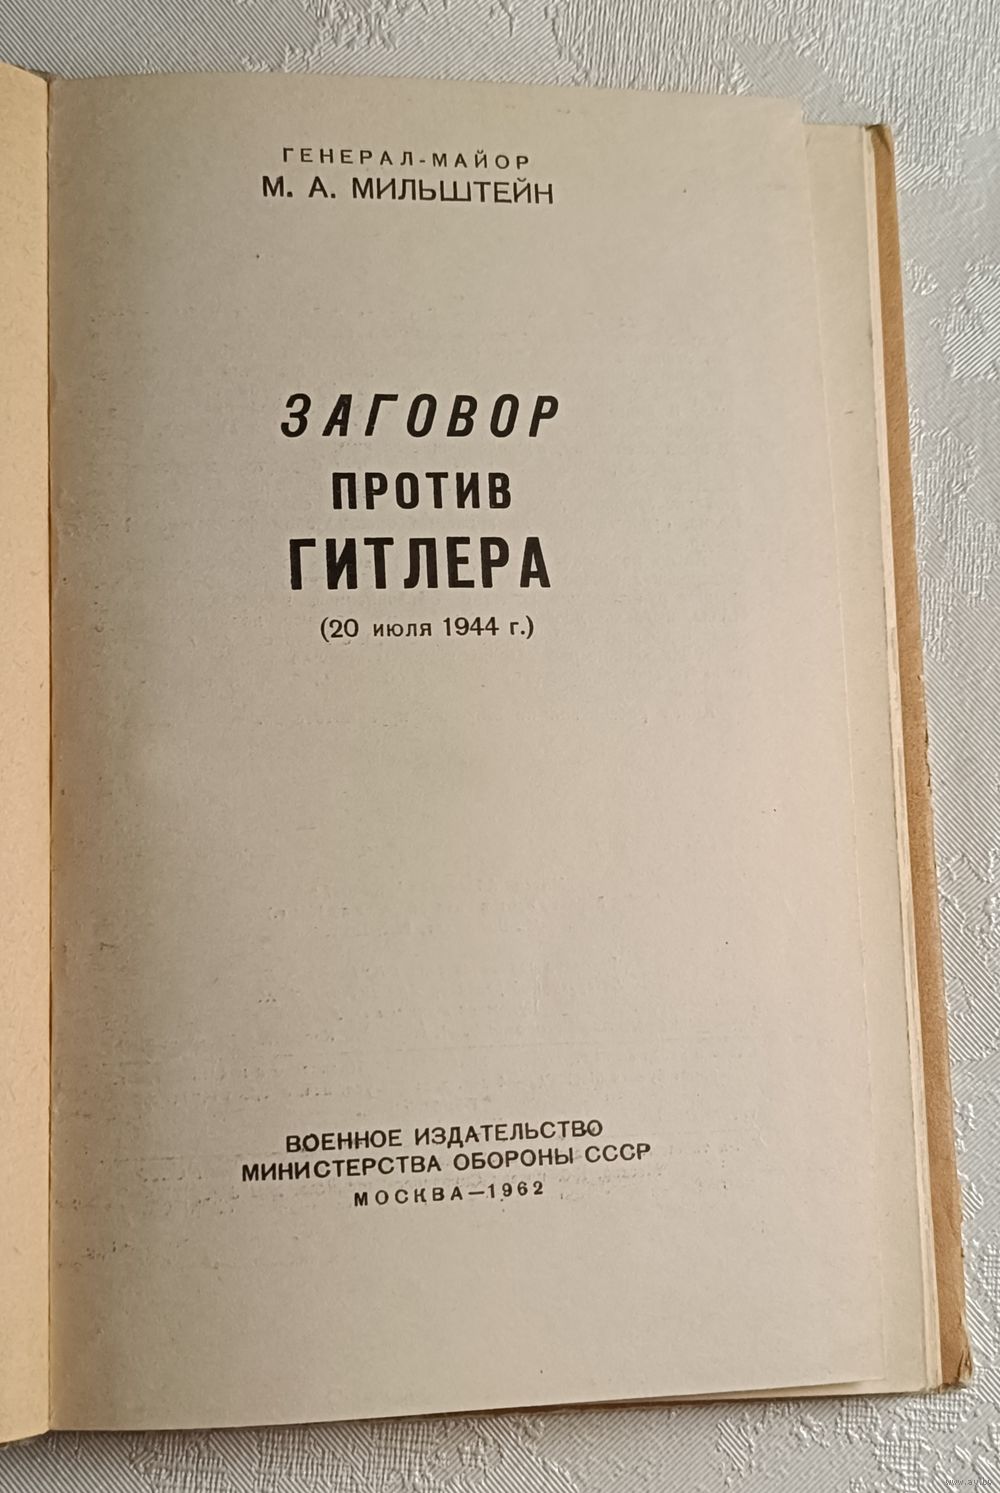 ГЕНЕРАЛ-МАЙОР
М. А. МИЛЬШТЕЙН
ЗАГОВОР
ПРОТИВ
ГИТЛЕРА
(20 июля 1944 г.)
ВОЕННОЕ ИЗДАТЕЛЬСТВО
МИНИСТЕРСТВА ОБОРОНЫ СССР
МОСКВА—1962